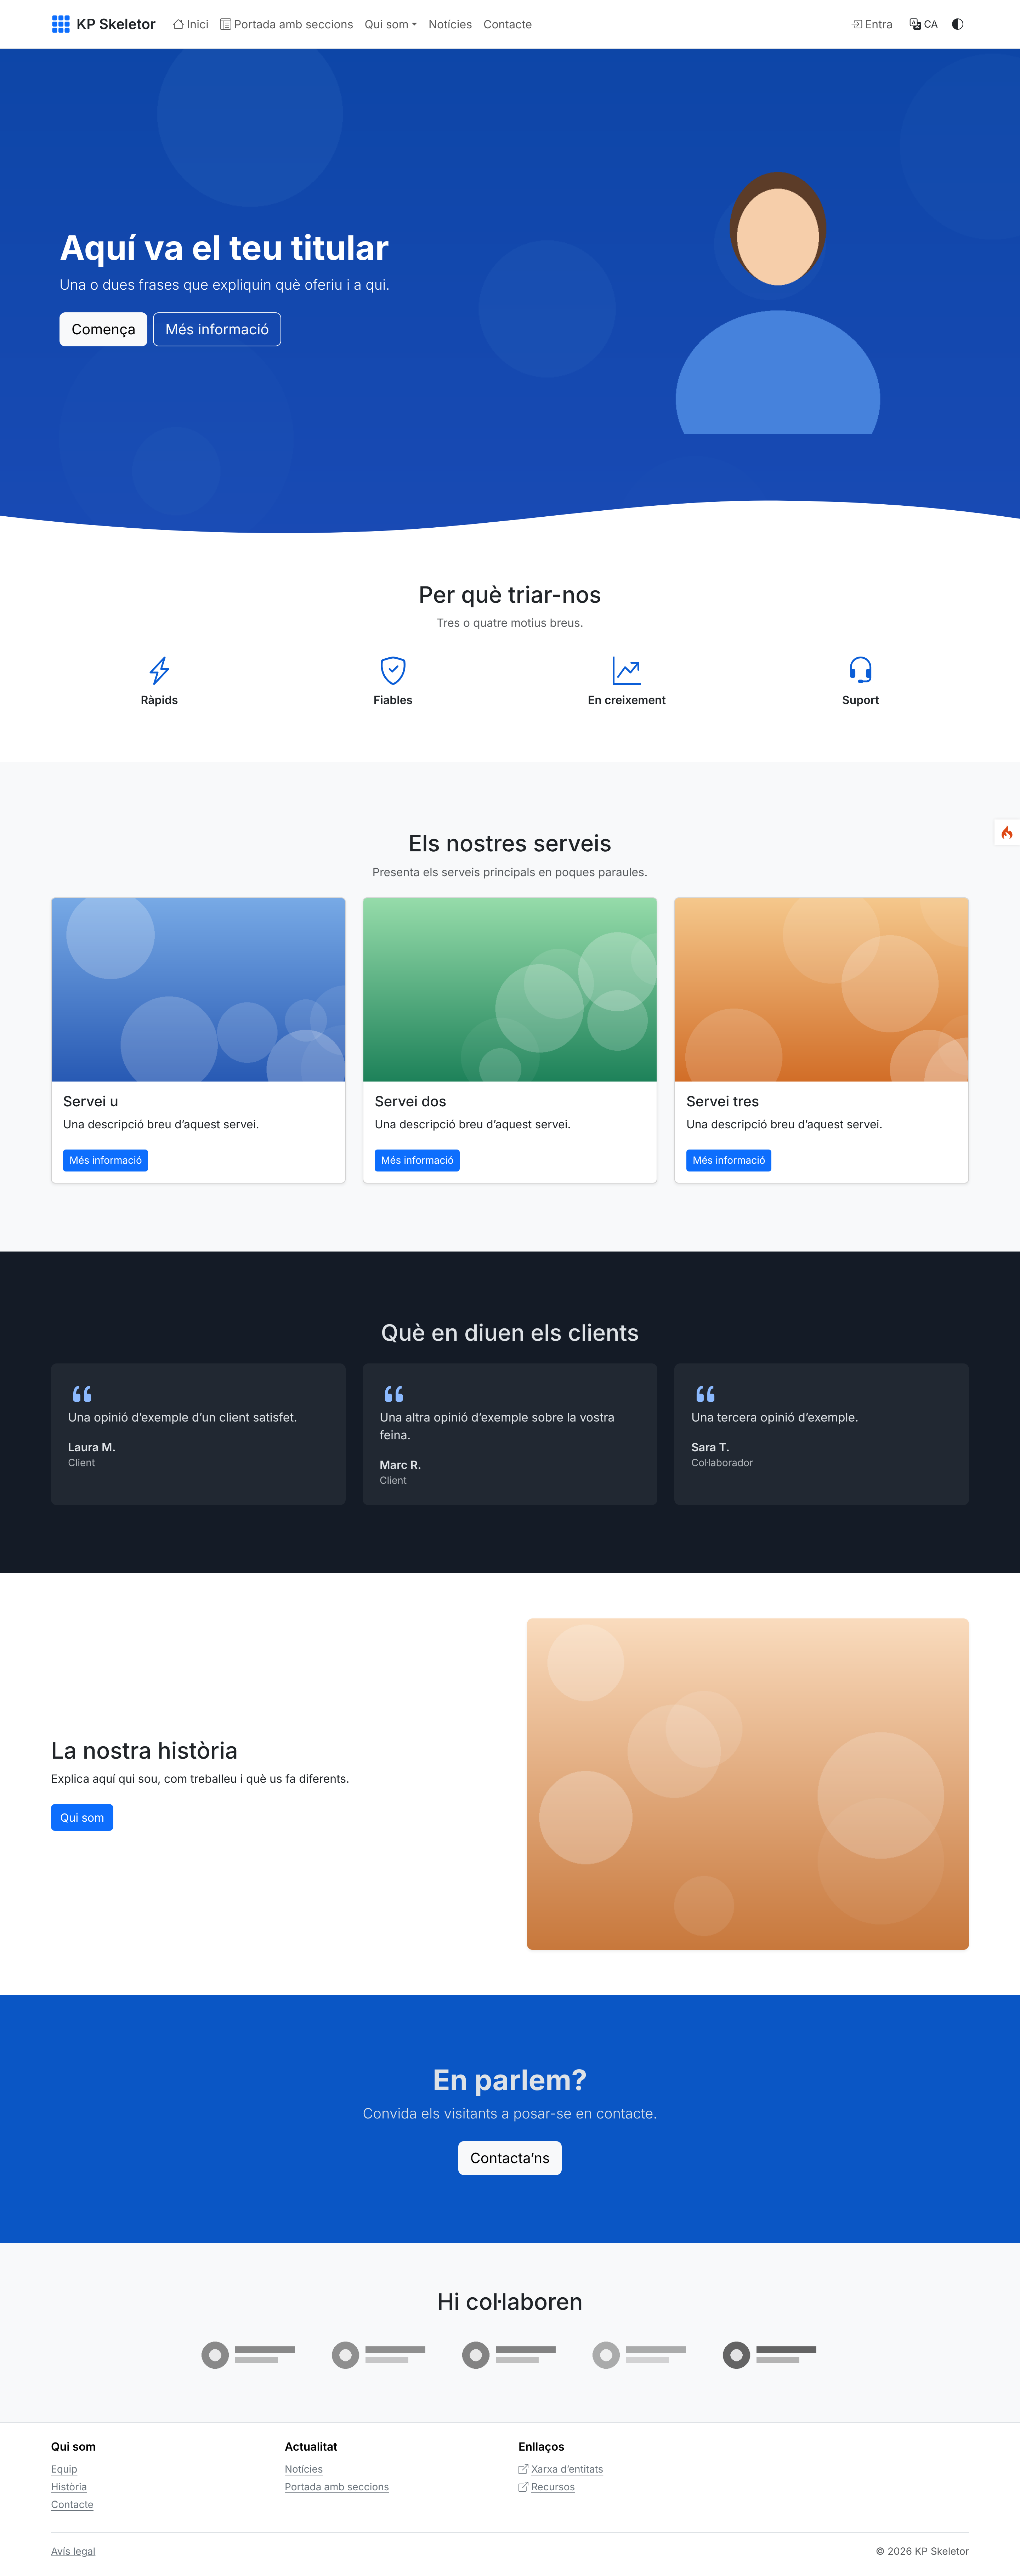 KP Skeletor Inici Portada amb seccions Qui som Notícies Contacte Entra CA
Aquí va el teu titular
Una o dues frases que expliquin què oferiu i a qui.
Comença Més informació
Per què triar-nos
Tres o quatre motius breus.
Ràpids Fiables En creixement Suport
Els nostres serveis
Presenta els serveis principals en poques paraules.
Servei u Servei dos Servei tres
Una descripció breu d’aquest servei. Una descripció breu d’aquest servei. Una descripció breu d’aquest servei.
Més informació Més informació Més informació
Què en diuen els clients
Una opinió d’exemple d’un client satisfet.
Laura M.
Client
Una altra opinió d’exemple sobre la vostra
feina.
Marc R.
Client
Una tercera opinió d’exemple.
Sara T.
Col·laborador
La nostra història
Explica aquí qui sou, com treballeu i què us fa diferents.
Qui som
En parlem?
Convida els visitants a posar-se en contacte.
Contacta’ns
Hi col·laboren
Qui som
Equip
Història
Contacte
Actualitat
Notícies
Portada amb seccions
Enllaços
Xarxa d’entitats
Recursos
Avís legal © 2026 KP Skeletor